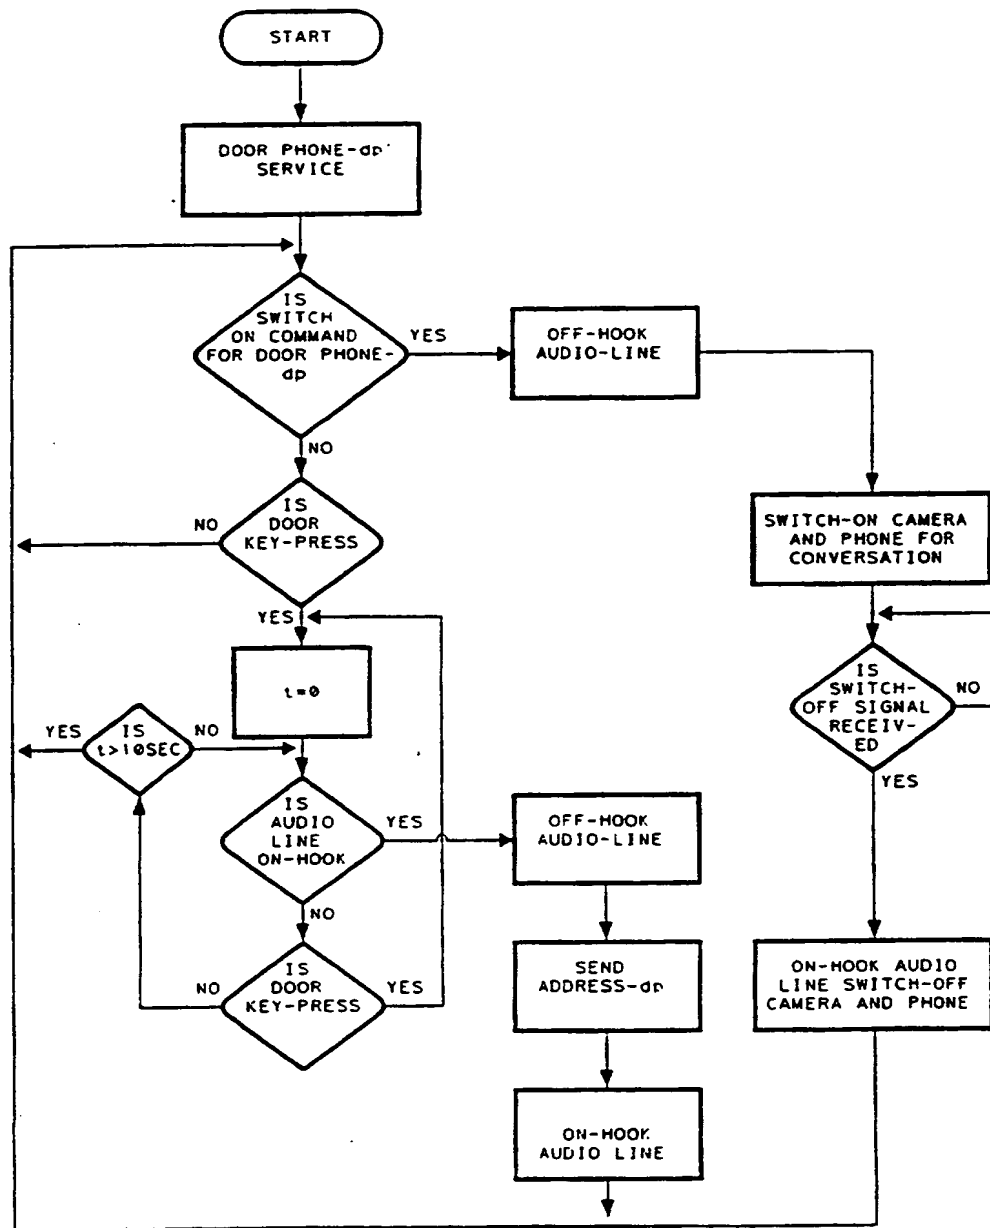 START
DOOR PHONE-dp
SERVICE
IS
SWITCH
ON COMMAND
FOR DOOR PHONE-
dp
YES
OFF-HOOK
AUDIO-LINE
NO
IS
DOOR
KEY-PRESS
NO
SWITCH-ON CAMERA
AND PHONE FOR
CONVERSATION
YES
t=0
IS
SWITCH-
OFF SIGNAL
RECEIV-
ED
NO
YES
IS
t>10SEC
YES
NO
IS
AUDIO
LINE
ON-HOOK
YES
OFF-HOOK
AUDIO-LINE
NO
IS
DOOR
KEY-PRESS
NO
YES
SEND
ADDRESS-dp
ON-HOOK AUDIO
LINE SWITCH-OFF
CAMERA AND PHONE
ON-HOOK
AUDIO LINE